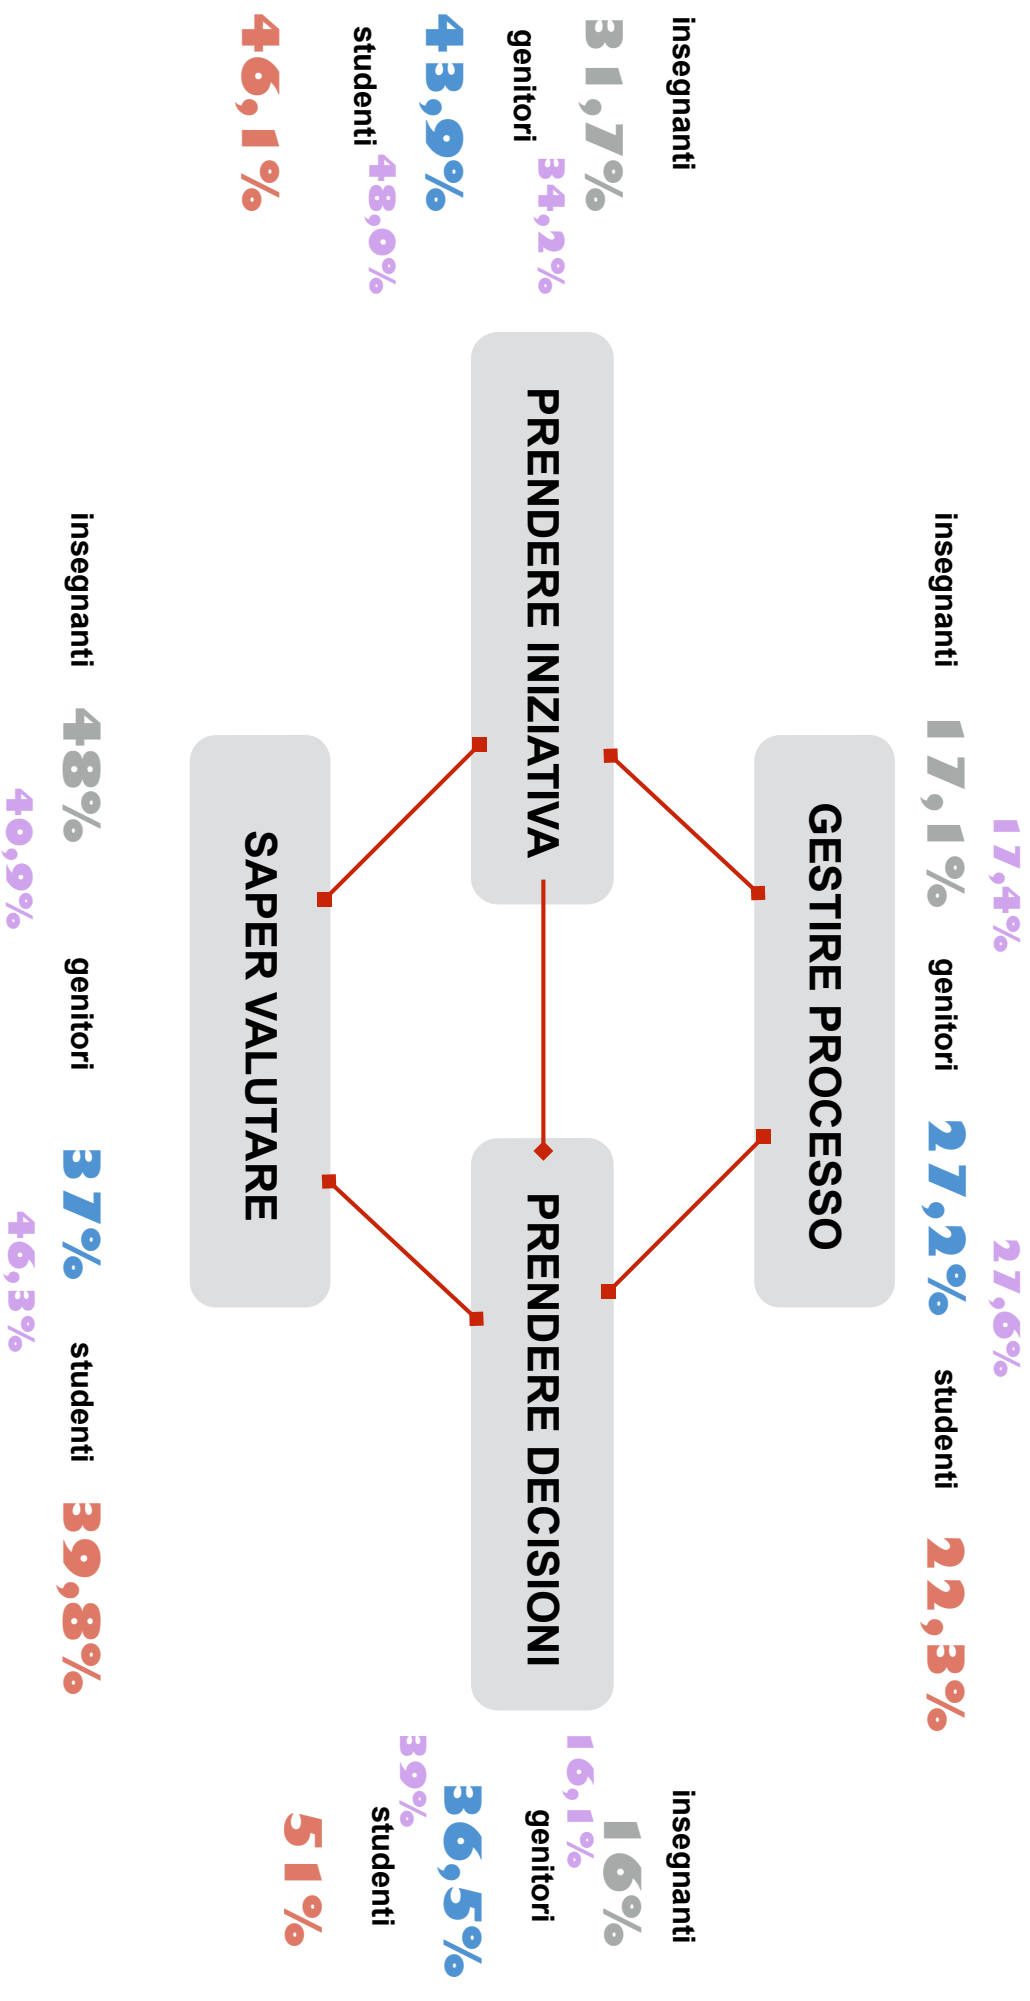 17,4% 27,6%
insegnanti 17,1% genitori 27,2% studenti 22,3%
GESTIRE PROCESSO
insegnanti
31,7%
34,2%
genitori
43,9%
48,0%
studenti
46,1%
PRENDERE INIZIATIVA
PRENDERE DECISIONI
insegnanti
16%
16,1%
genitori
36,5%
39%
studenti
51%
SAPER VALUTARE
insegnanti 48% genitori 37% studenti 39,8%
40,9% 46,3%